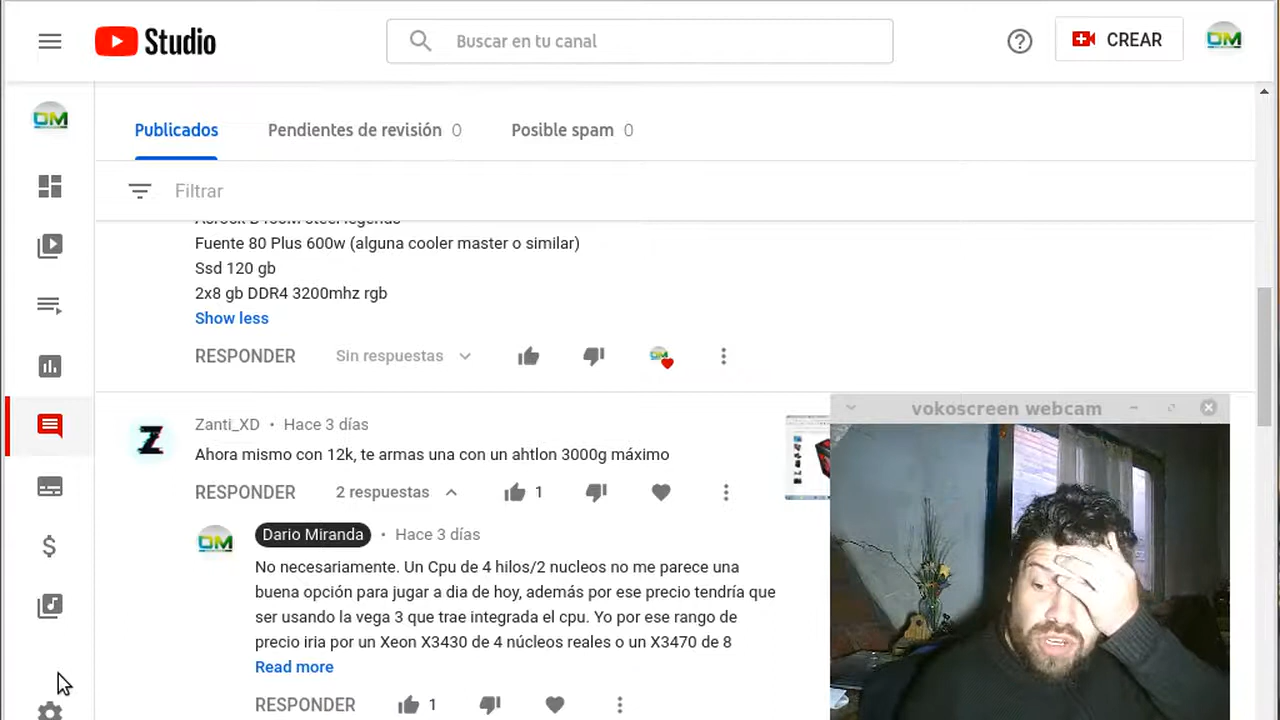 Studio
Buscar en tu canal
CREAR
DM
DM
Publicados
Pendientes de revisión 0
Posible spam 0
Filtrar
Fuente 80 Plus 600w (alguna cooler master o similar)
Ssd 120 gb
2x8 gb DDR4 3200mhz rgb
Show less
RESPONDER
Sin respuestas
Zanti_XD • Hace 3 días
Ahora mismo con 12k, te armas una con un ahtlon 3000g máximo
RESPONDER
2 respuestas
1
vokoscreen webcam
DM
Dario Miranda • Hace 3 días
No necesariamente. Un Cpu de 4 hilos/2 nucleos no me parece una
buena opción para jugar a dia de hoy, además por ese precio tendría que
ser usando la vega 3 que trae integrada el cpu. Yo por ese rango de
precio iria por un Xeon X3430 de 4 núcleos reales o un X3470 de 8
Read more
RESPONDER
1